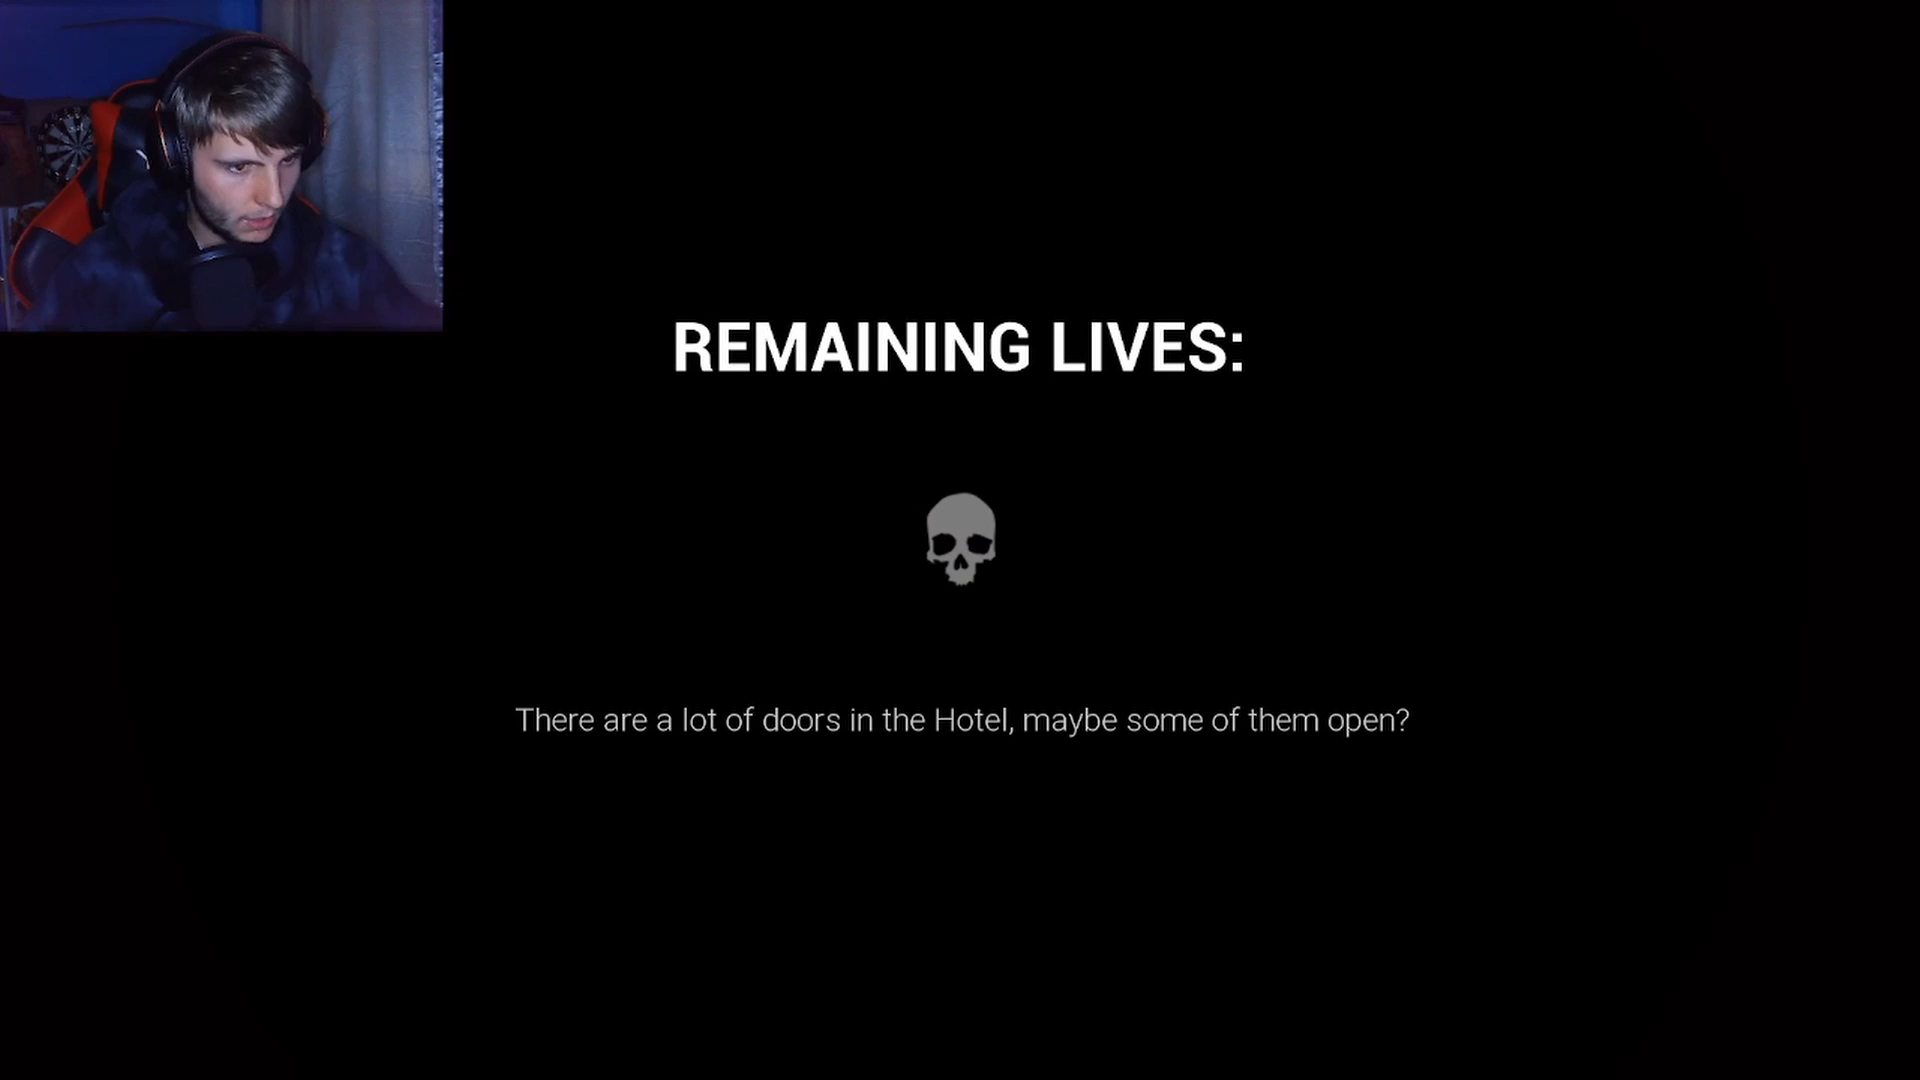 REMAINING LIVES:
There are a lot of doors in the Hotel, maybe some of them open?